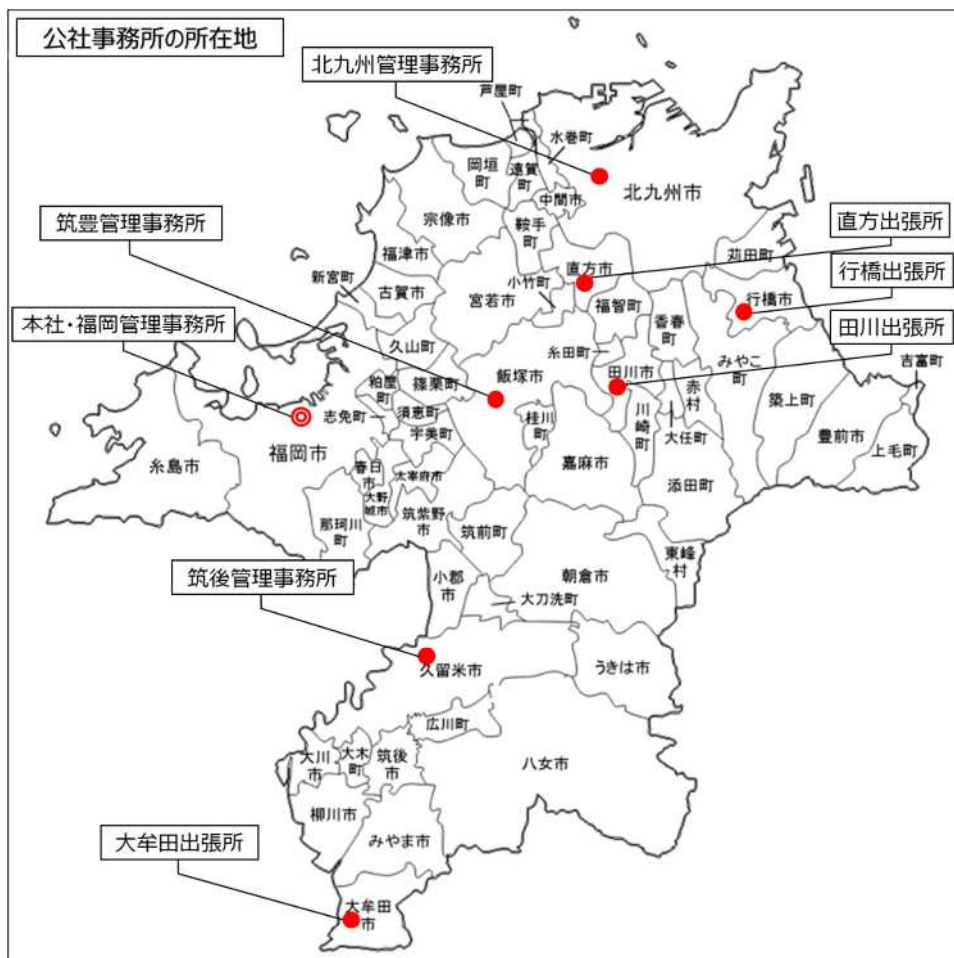 公社事務所の所在地
北九州管理事務所
芦屋町
水巻町
岡垣
町
遠賀
町
北九州市
中間市
筑豊管理事務所
宗像市
鞍手
町
直方出張所
福津市
直方市
苅田町
新宮町
小竹町
行橋出張所
古賀市
宮若市
福智町
行橋市
本社・福岡管理事務所
香春
町
田川出張所
久山町
糸田町
みやこ
町
飯塚市
田川市
吉富町
粕屋
町
篠栗町
赤
村
築上町
志免町
須恵町
桂川
町
川
崎
町
大任町
豊前市
宇美町
上毛町
福岡市
糸島市
春日
市
太宰府市
嘉麻市
添田町
大野
城市
那珂川
町
筑紫野
市
筑前町
東峰
村
筑後管理事務所
小郡
市
朝倉市
大刀洗町
久留米市
うきは市
広川町
大川
市
大木
町
筑後
市
八女市
柳川市
みやま市
大牟田出張所
大牟田
市